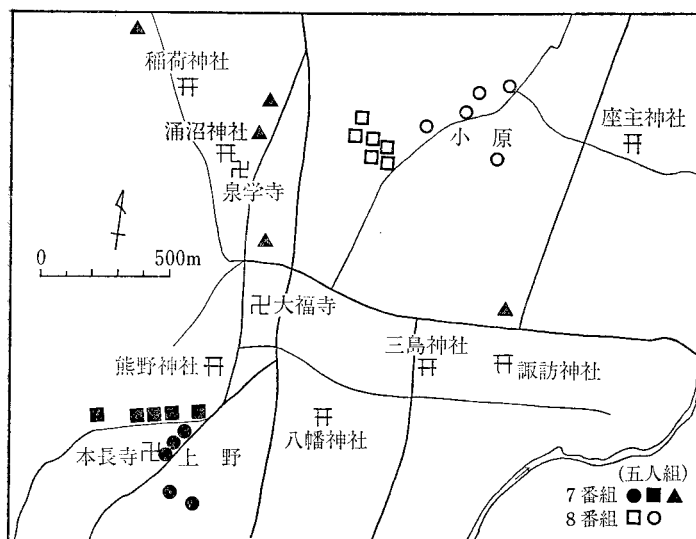 稲荷神社
涌沼神社
泉学寺
小原
座主神社
0 500m
大福寺
熊野神社
三島神社
諏訪神社
八幡神社
本長寺
上野
(五人組)
7番組 ●■▲
8番組 □○